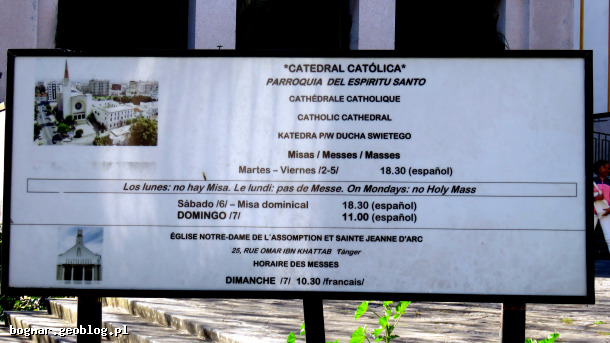 *CATEDRAL CATÓLICA*
PARROQUIA DEL ESPIRITU SANTO
CATHÉDRALE CATHOLIQUE
CATHOLIC CATHEDRAL
KATEDRA P/W DUCHA SWIETEGO
Misas / Messes / Masses
Martes – Viernes /2-5/ 18.30 (español)
Los lunes: no hay Misa. Le lundi: pas de Messe. On Mondays: no Holy Mass
Sábado /6/ – Misa dominical 18.30 (español)
DOMINGO /7/ 11.00 (español)
ÉGLISE NOTRE-DAME DE L´ASSOMPTION ET SAINTE JEANNE D'ARC
25, RUE OMAR IBN KHATTAB Tánger
HORAIRE DES MESSES
DIMANCHE /7/ 10.30 /francais/
bogmar.geoblog.pl